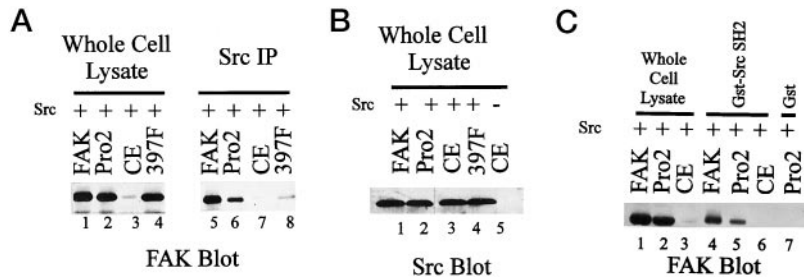 A
Whole Cell
Lysate
Src IP
Src + + + + + + + +
FAK Pro2 CE 397F FAK Pro2 CE 397F
1 2 3 4 5 6 7 8
FAK Blot
B
Whole Cell
Lysate
Src + + + + -
FAK Pro2 CE 397F CE
1 2 3 4 5
Src Blot
C
Whole
Cell
Lysate
Gst-Src SH2
Gst
Src + + + + + + +
FAK Pro2 CE FAK Pro2 CE Pro2
1 2 3 4 5 6 7
FAK Blot